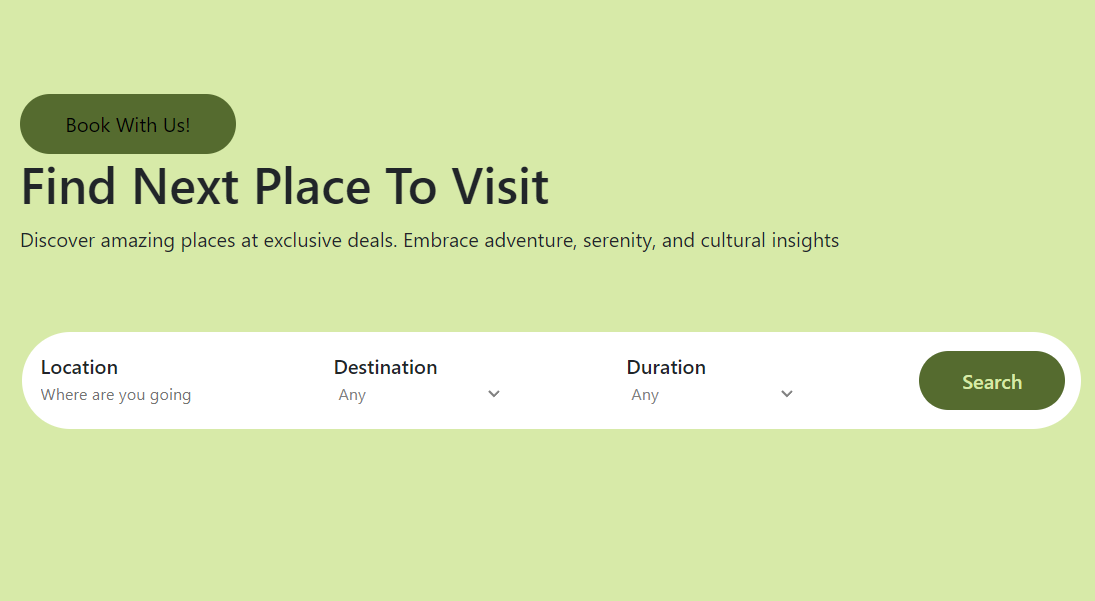 Book With Us!
Find Next Place To Visit
Discover amazing places at exclusive deals. Embrace adventure, serenity, and cultural insights
Location
Where are you going
Destination
Any
Duration
Any
Search